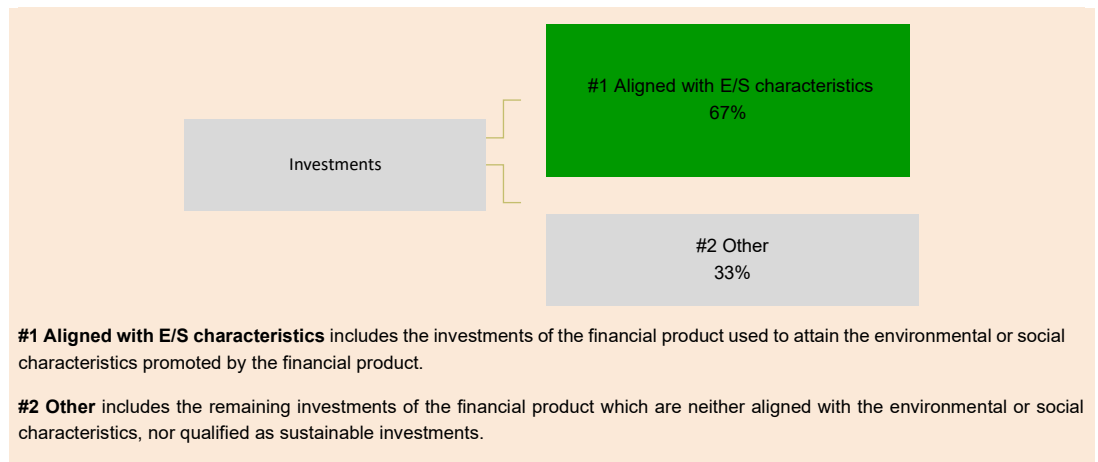 #1 Aligned with E/S characteristics
67%
Investments
#2 Other
33%
#1 Aligned with E/S characteristics includes the investments of the financial product used to attain the environmental or social
characteristics promoted by the financial product.
#2 Other includes the remaining investments of the financial product which are neither aligned with the environmental or social
characteristics, nor qualified as sustainable investments.